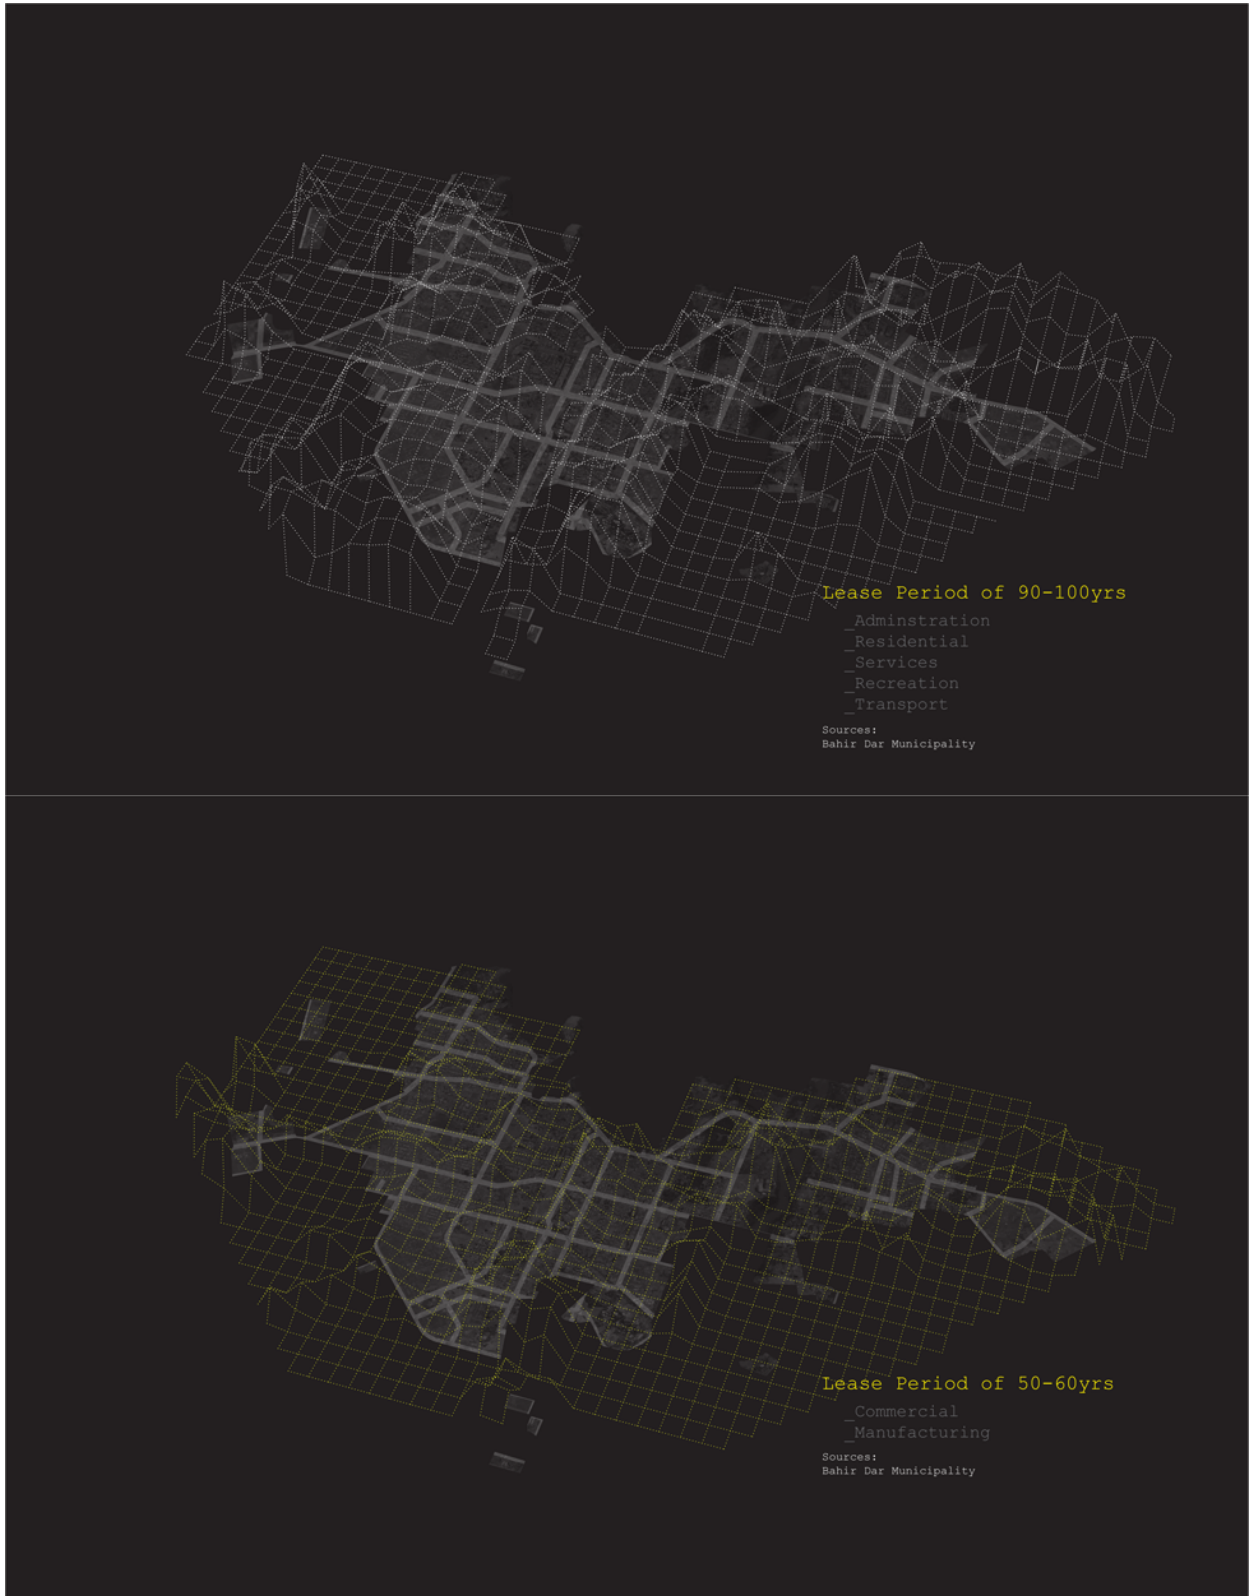 Lease Period of 90-100yrs
_Adminstration
_Residential
_Services
_Recreation
_Transport
Sources:
Bahir Dar Municipality
Lease Period of 50-60yrs
_Commercial
_Manufacturing
Sources:
Bahir Dar Municipality